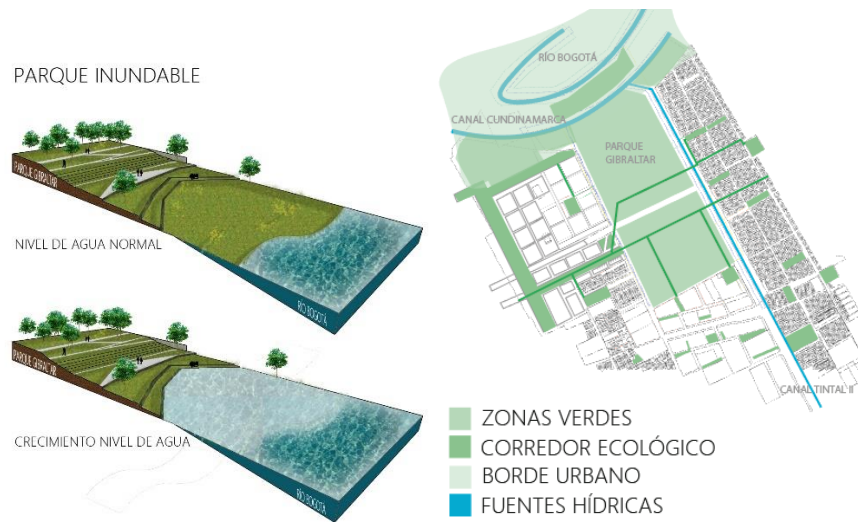 PARQUE INUNDABLE
PARQUE GIBRALTAR
NIVEL DE AGUA NORMAL
RÍO BOGOTÁ
PARQUE GIBRALTAR
CRECIMIENTO NIVEL DE AGUA
RÍO BOGOTÁ
RÍO BOGOTÁ
CANAL CUNDINAMARCA
PARQUE
GIBRALTAR
CANAL TINTAL II
ZONAS VERDES
CORREDOR ECOLÓGICO
BORDE URBANO
FUENTES HÍDRICAS